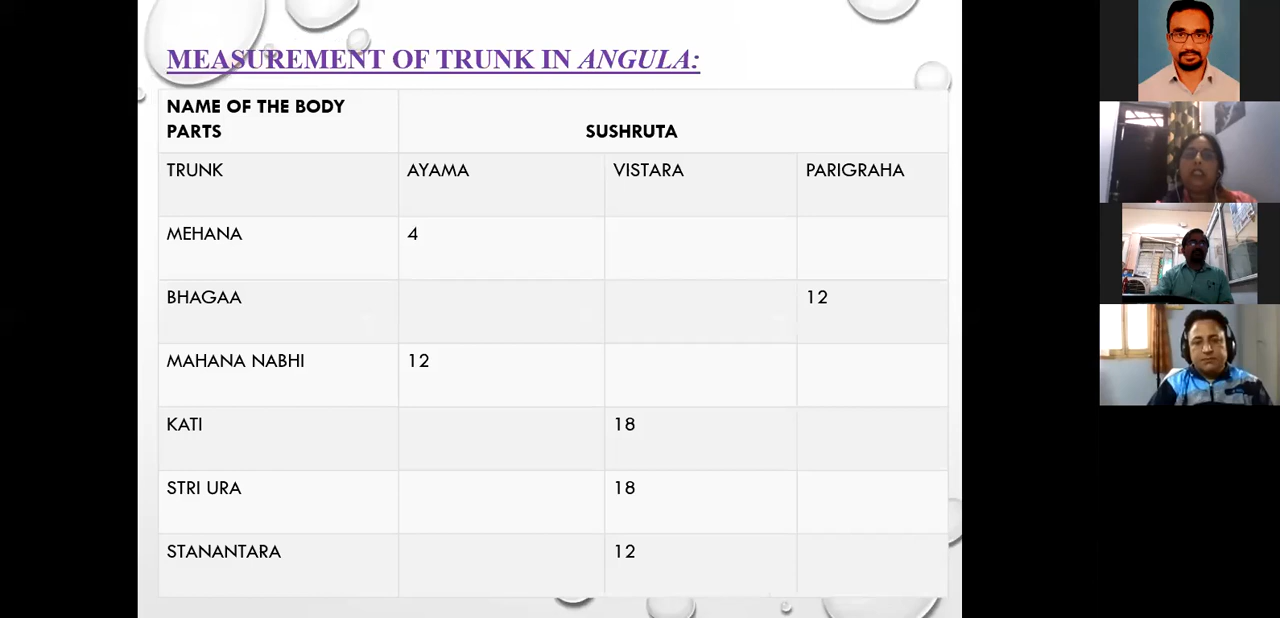 MEASUREMENT OF TRUNK IN ANGULA:
NAME OF THE BODY
PARTS
SUSHRUTA
TRUNK AYAMA VISTARA PARIGRAHA
MEHANA 4
BHAGAA 12
MAHANA NABHI 12
KATI 18
STRI URA 18
STANANTARA 12